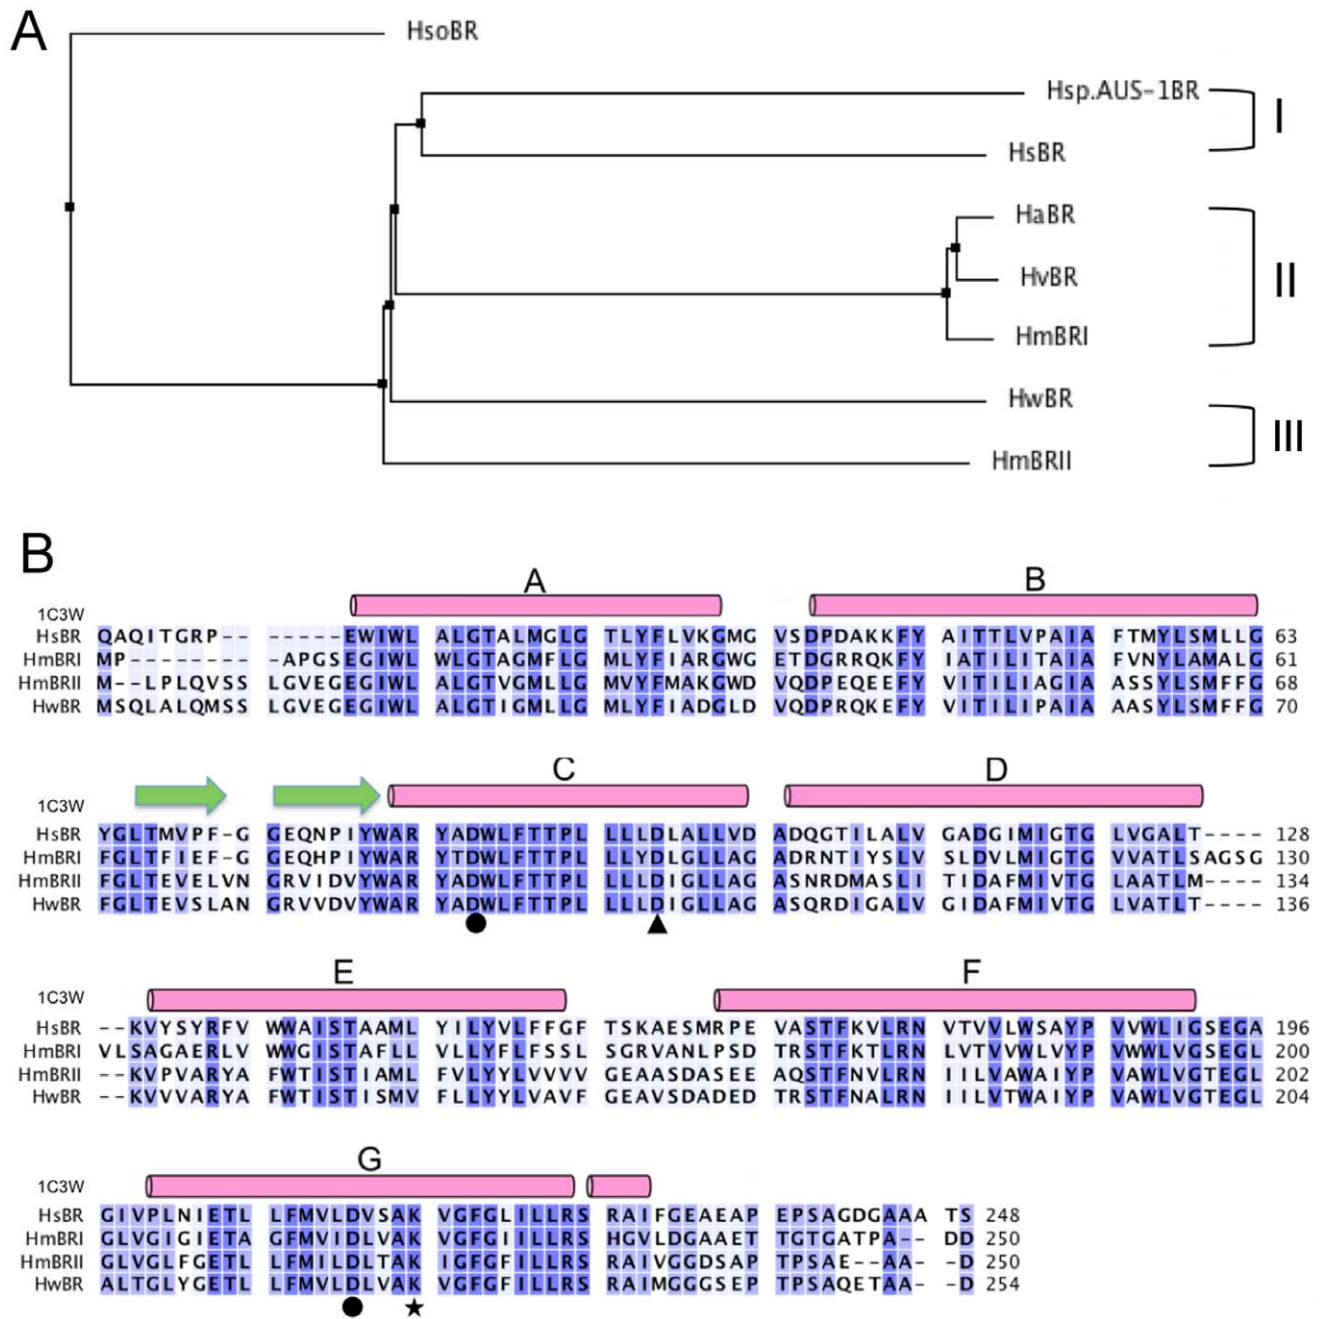 A
HsoBR
Hsp.AUS-1BR
I
HsBR
HaBR
II
HvBR
HmBRI
HwBR
III
HmBRII
B
A B
1C3W
HsBR QAQITGRP-- -----EWIWL ALGTALMGLG TLYFLVKGMG VSDPDAKKFY AITTLVPAIA FTMYLSMLLG 63
HmBRI MP-------- -APGSEGIWL WLGTAGMFLG MLYFIARGWG ETDGRRQKFY IATILITAIA FVNYLAMALG 61
HmBRII M--LPLQVSS LGVEGEGIWL ALGTVGMLLG MVYFMAKGWD VQDPEQEEFY VITILIAGIA ASSYLSMFFG 68
HwBR MSQLALQMSS LGVEGEGIWL ALGTIGMLLG MLYFIADGLD VQDPRQKEFY VITILIPAIA AASYLSMFFG 70
C D
1C3W
HsBR YGLTMVPF-G GEQNPIYWAR YADWLFTTPL LLLDLALLVD ADQGTILALV GADGIMIGTG LVGALT---- 128
HmBRI FGLTFIEF-G GEQHPIYWAR YTDWLFTTPL LLYDLGLLAG ADRNTIYSLV SLDVLMIGTG VVATLSAGSG 130
HmBRII FGLTEVELVN GRVIDVYWAR YADWLFTTPL LLLDIGLLAG ASNRDMASLI TIDAFMIVTG LAATLM---- 134
HwBR FGLTEVSLAN GRVVDVYWAR YADWLFTTPL LLLDIGLLAG ASQRDIGALV GIDAFMIVTG LVATLT---- 136
E F
1C3W
HsBR --KVYSYRFV WWAISTAAML YILYVLFFGF TSKAESMRPE VASTFKVLRN VTVVLWSAYP VVWLIGSEGA 196
HmBRI VLSAGAERLV WWGISTAFLL VLLYFLFSSL SGRVANLPSD TRSTFKTLRN LVTVVWLVYP VWWLVGSEGL 200
HmBRII --KVPVARYA FWTISTIAML FVLYYLVVVV GEAASDASEE AQSTFNVLRN IILVAWAIYP VAWLVGTEGL 202
HwBR --KVVVARYA FWTISTISMV FLLYYLVAVF GEAVSDADED TRSTFNALRN IILVTWAIYP VAWLVGTEGL 204
G
1C3W
HsBR GIVPLNIETL LFMVLDVSAK VGFGLILLRS RAIFGEAEAP EPSAGDGAAA TS 248
HmBRI GLVGIGIETA GFMVIDLVAK VGFGIILLRS HGVLDGAAET TGTGATPA-- DD 250
HmBRII GLVGLFGETL LFMILDLTAK IGFGFILLRS RAIVGGDSAP TPSAE--AA- -D 250
HwBR ALTGLYGETL LFMVLDLVAK VGFGFILLRS RAIMGGGSEP TPSAQETAA- -D 254